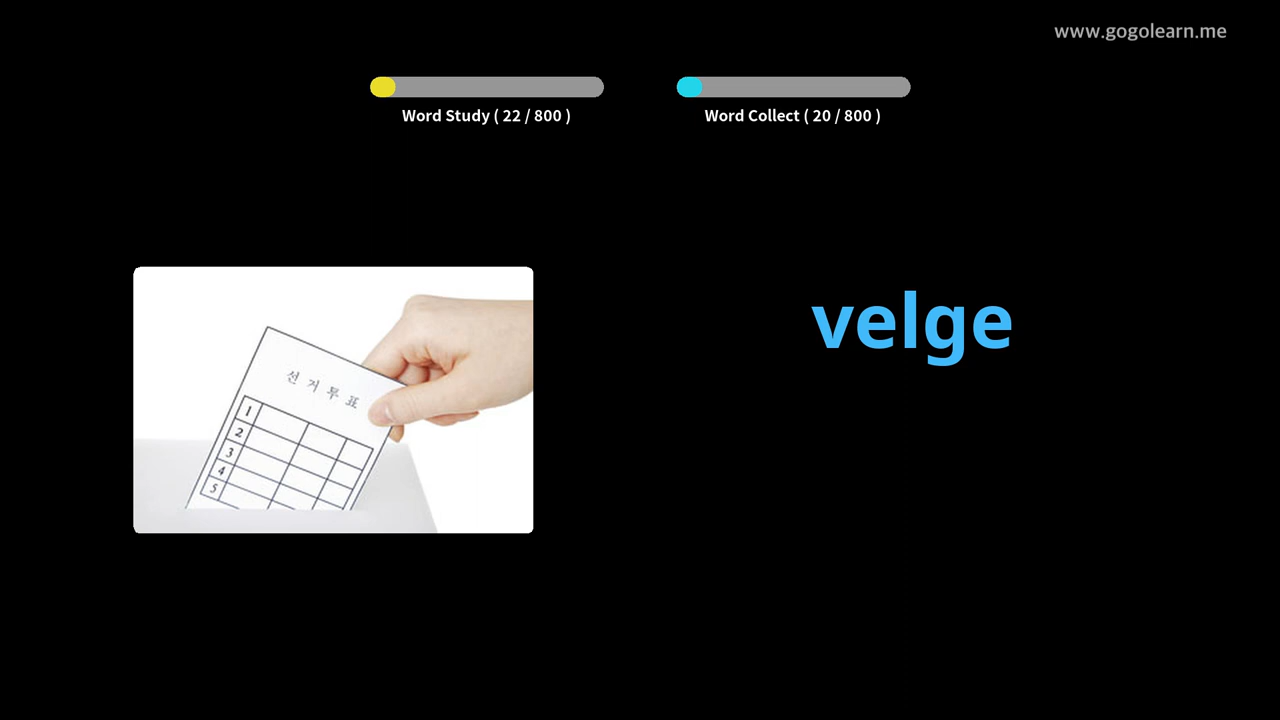 www.gogolearn.me
Word Study ( 22 / 800 )
Word Collect ( 20 / 800 )
velge
선거투표
1
2
3
4
5